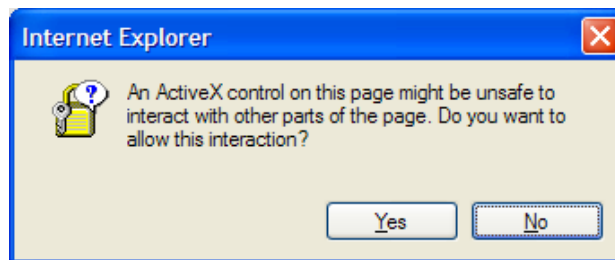 Internet Explorer
An ActiveX control on this page might be unsafe to
interact with other parts of the page. Do you want to
allow this interaction?
Yes
No